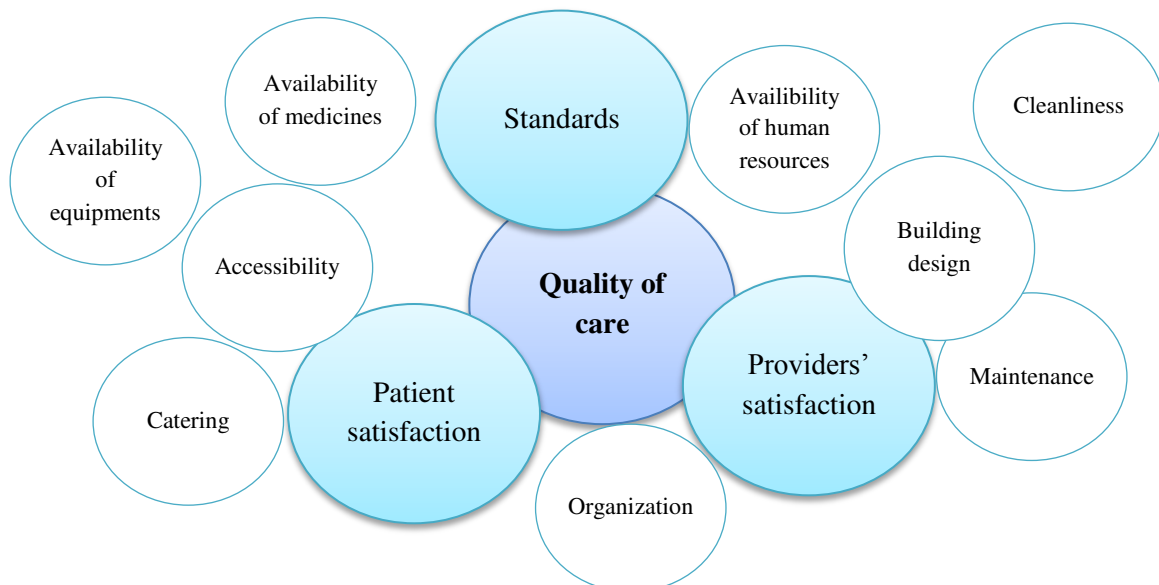 Availability
of medicines
Standards
Availibility
of human
resources
Cleanliness
Availability
of
equipments
Accessibility
Building
design
Quality of
care
Patient
satisfaction
Providers’
satisfaction
Maintenance
Catering
Organization